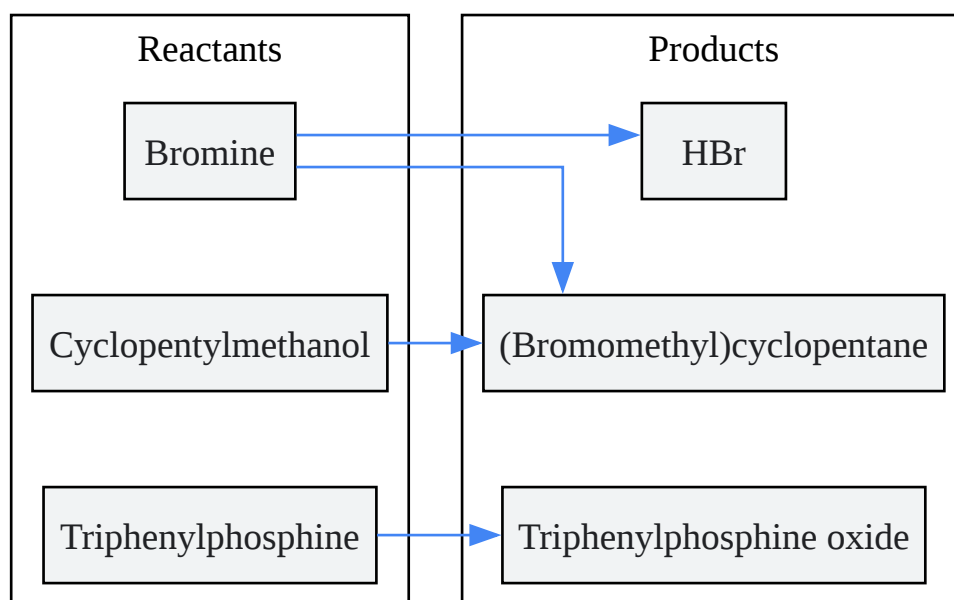 Reactants
Products
Bromine
HBr
Cyclopentylmethanol
(Bromomethyl)cyclopentane
Triphenylphosphine
Triphenylphosphine oxide